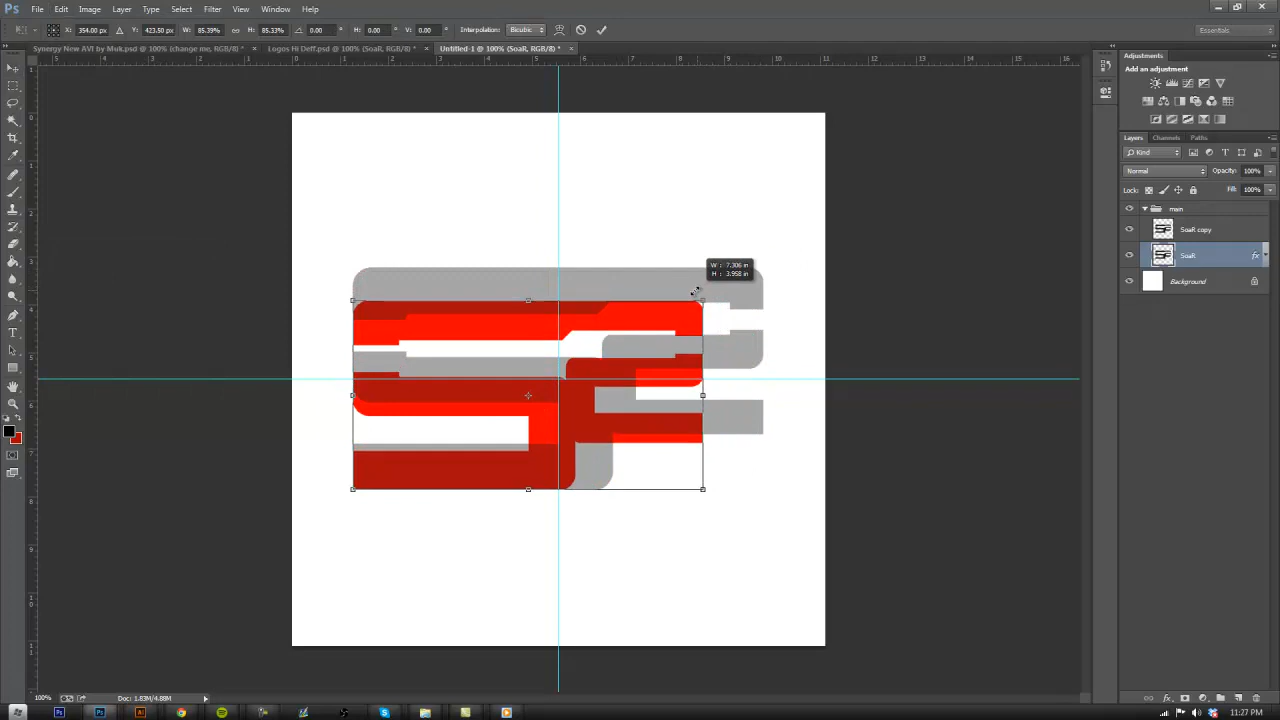 Ps File Edit Image Layer Type Select Filter View Window Help
X: 354.00 px Y: 423.50 px W: 85.39% H: 85.33% 0.00 ° H: 0.00 ° V: 0.00 ° Interpolation: Bicubic Essentials
Synergy New AVI by Muk.psd @ 100% (change me, RGB/8) * × Logos Hi Deff.psd @ 100% (SoaR, RGB/8) * × Untitled-1 @ 100% (SoaR, RGB/8) * ×
Adjustments
Add an adjustment
W : 7.306 in
H : 3.958 in
Layers Channels Paths
Kind
Normal Opacity: 100%
Lock: Fill: 100%
main
SoaR copy
SoaR fx
Background
100% Doc: 1.83M/4.88M